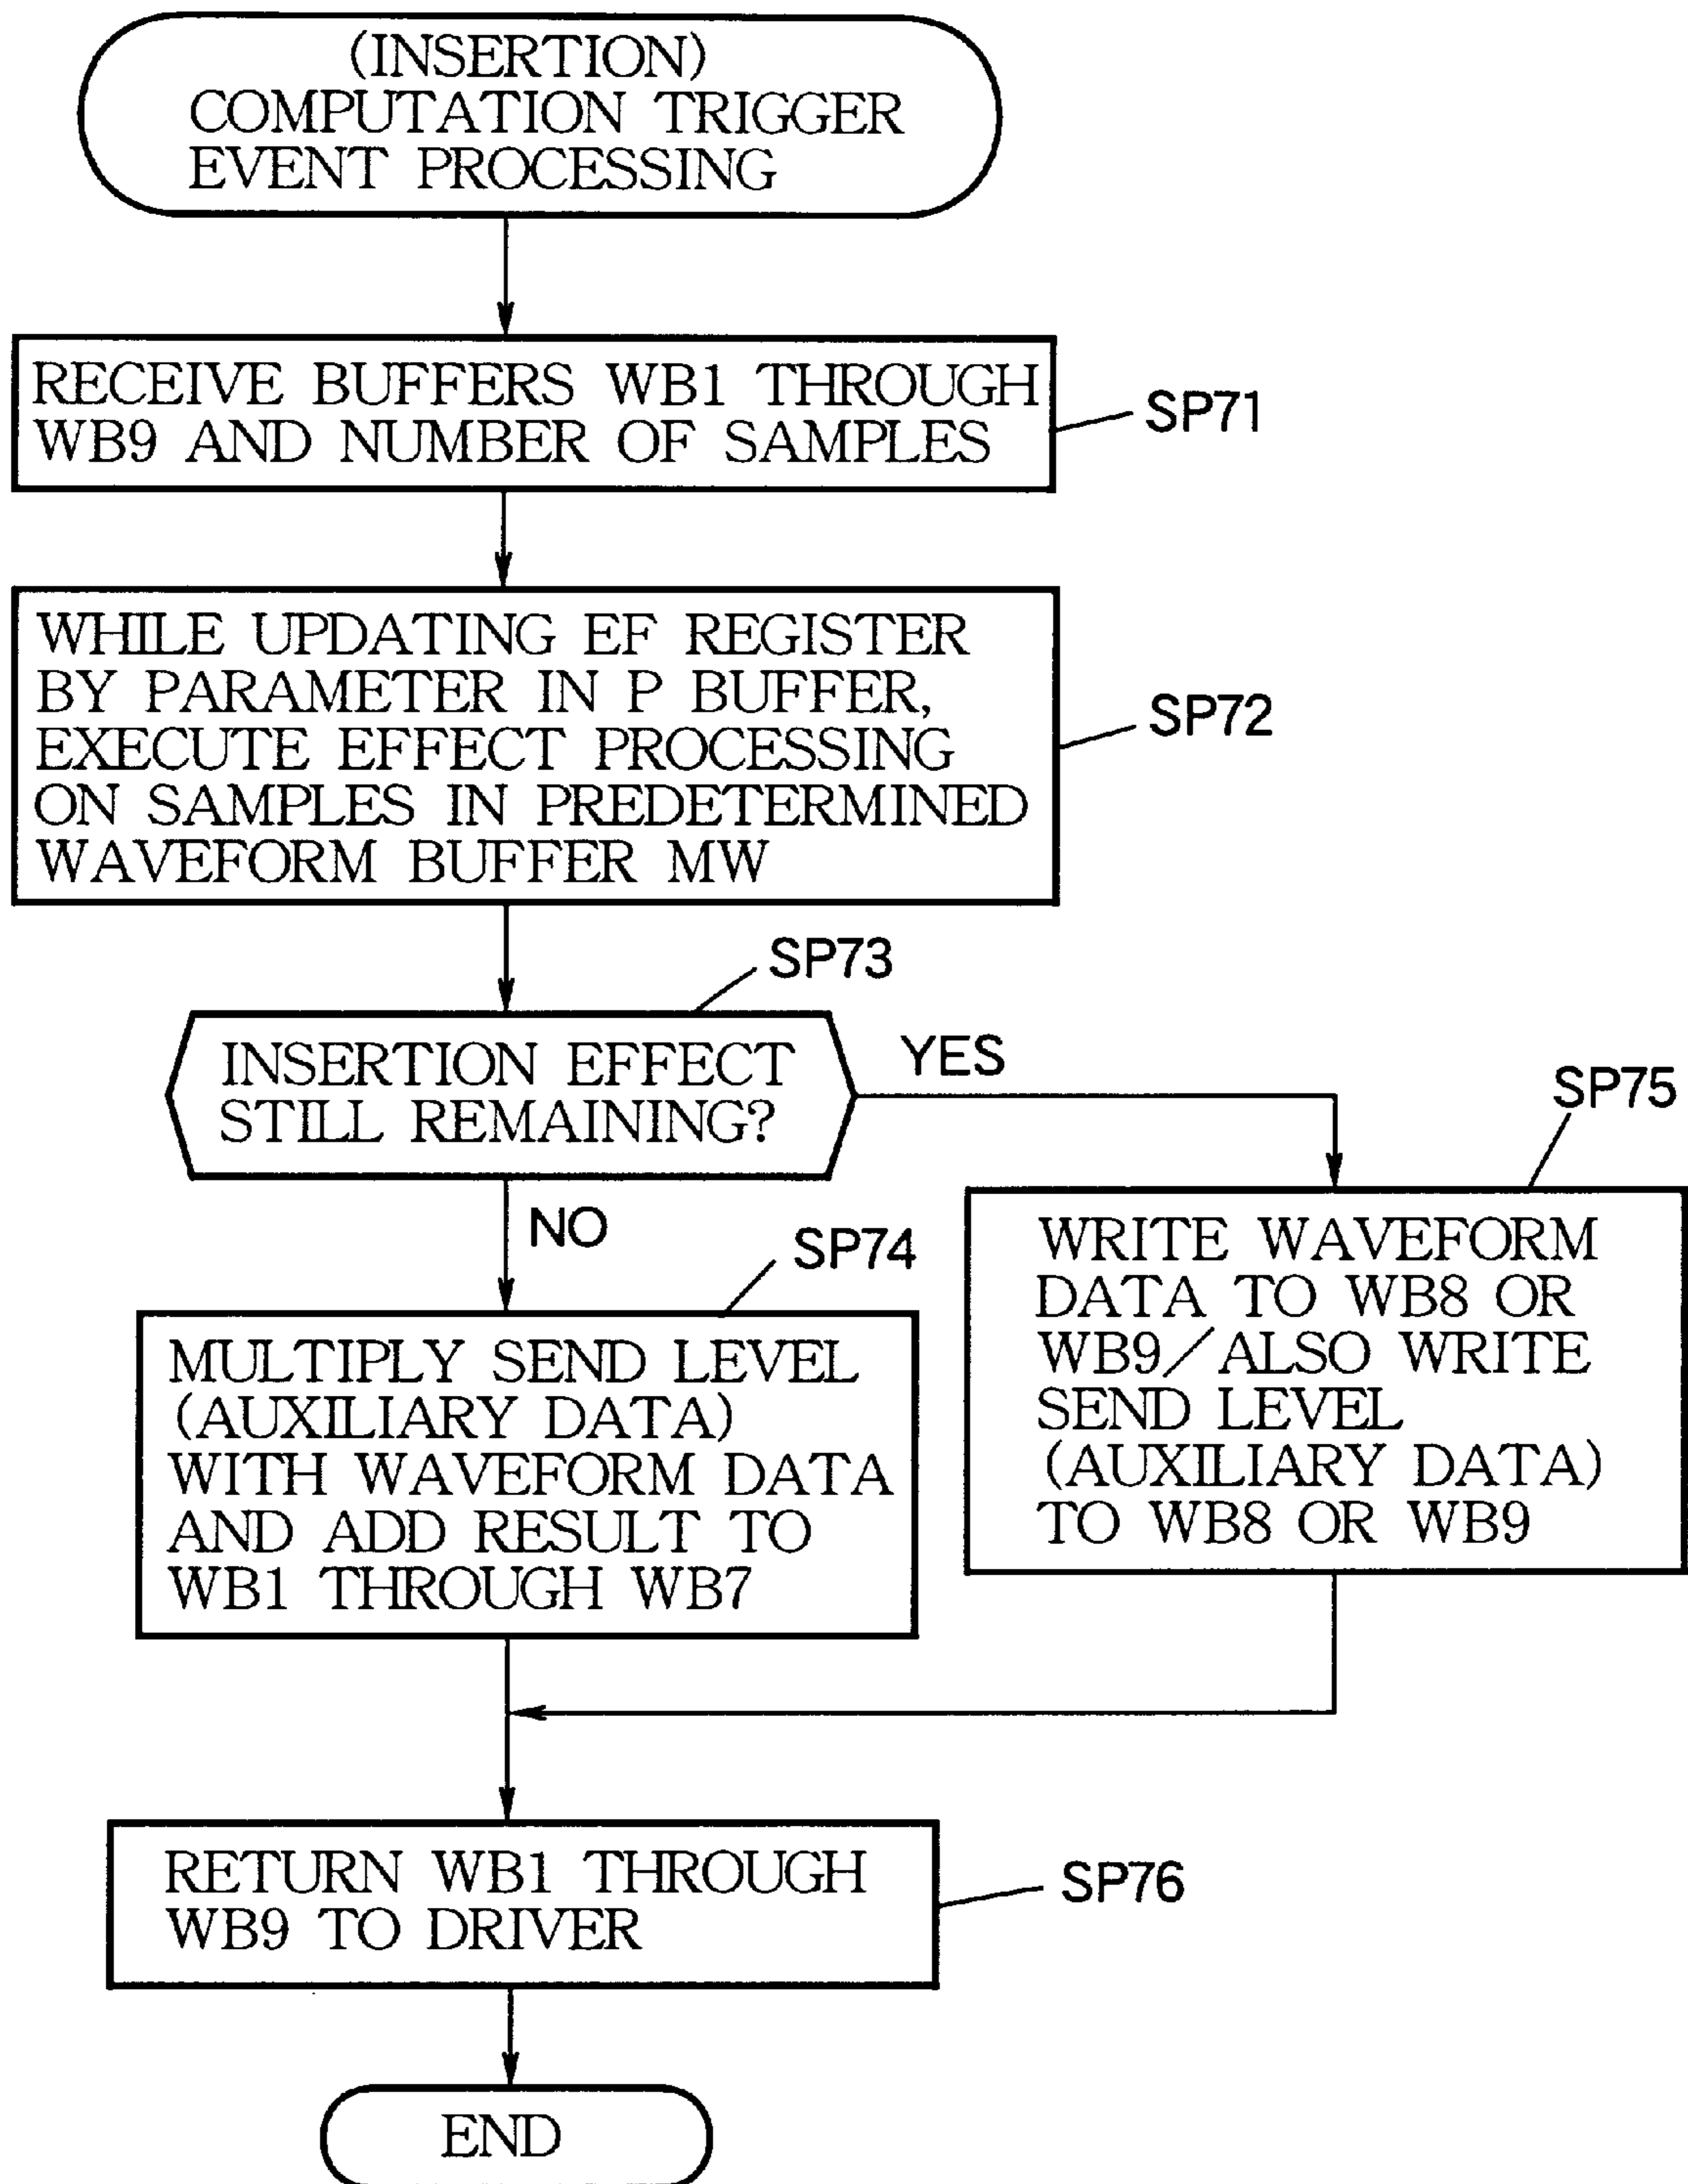 (INSERTION)
COMPUTATION TRIGGER
EVENT PROCESSING
RECEIVE BUFFERS WB1 THROUGH
WB9 AND NUMBER OF SAMPLES
SP71
WHILE UPDATING EF REGISTER
BY PARAMETER IN P BUFFER,
EXECUTE EFFECT PROCESSING
ON SAMPLES IN PREDETERMINED
WAVEFORM BUFFER MW
SP72
SP73
INSERTION EFFECT
STILL REMAINING?
YES
NO
SP74
MULTIPLY SEND LEVEL
(AUXILIARY DATA)
WITH WAVEFORM DATA
AND ADD RESULT TO
WB1 THROUGH WB7
SP75
WRITE WAVEFORM
DATA TO WB8 OR
WB9/ALSO WRITE
SEND LEVEL
(AUXILIARY DATA)
TO WB8 OR WB9
RETURN WB1 THROUGH
WB9 TO DRIVER
SP76
END